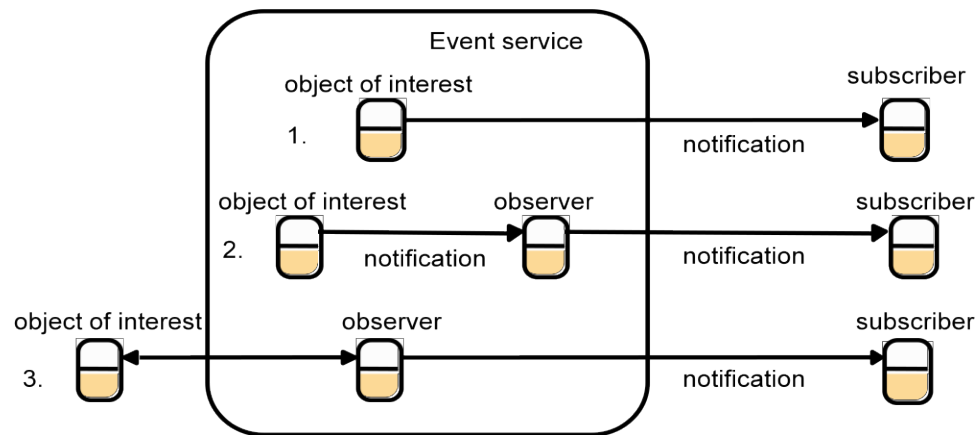 Event service
object of interest
subscriber
1.
notification
object of interest
observer
subscriber
2.
notification
notification
object of interest
observer
subscriber
3.
notification